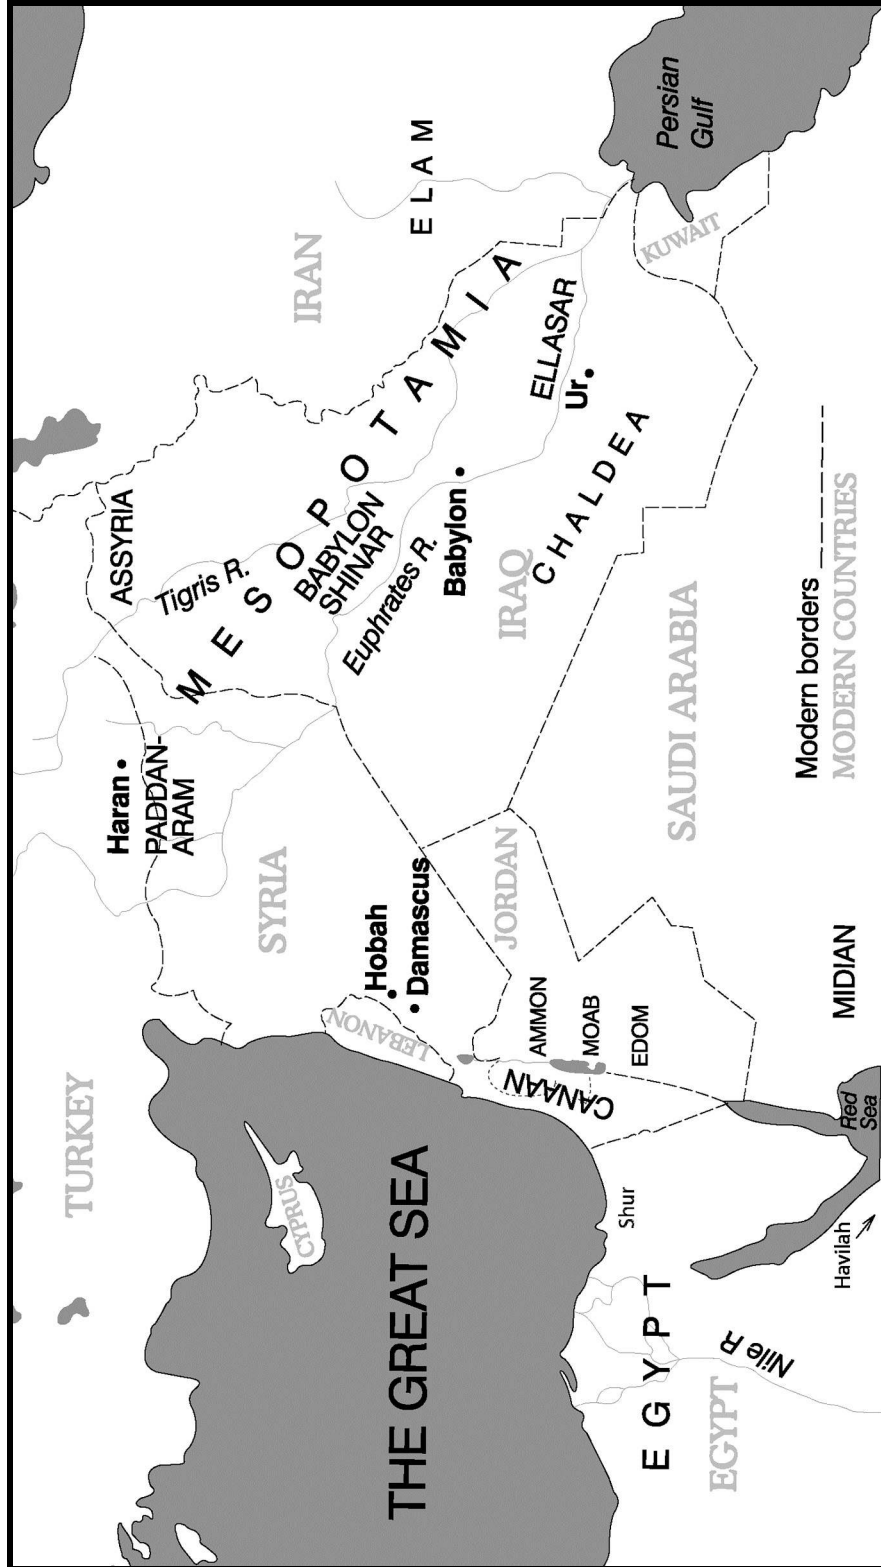 TURKEY
CYPRUS
THE GREAT SEA
Haran
PADDAN-
ARAM
SYRIA
LEBANON
Hobah
Damascus
JORDAN
AMMON
MOAB
EDOM
CANAAN
Shur
E G Y P T
EGYPT
Nile R
Havilah
Red
Sea
MIDIAN
ASSYRIA
Tigris R.
M E S O P O T A M I A
BABYLON
SHINAR
Euphrates R.
Babylon
IRAQ
C H A L D E A
ELLASAR
Ur
IRAN
E L A M
KUWAIT
Persian
Gulf
SAUDI ARABIA
Modern borders
MODERN COUNTRIES